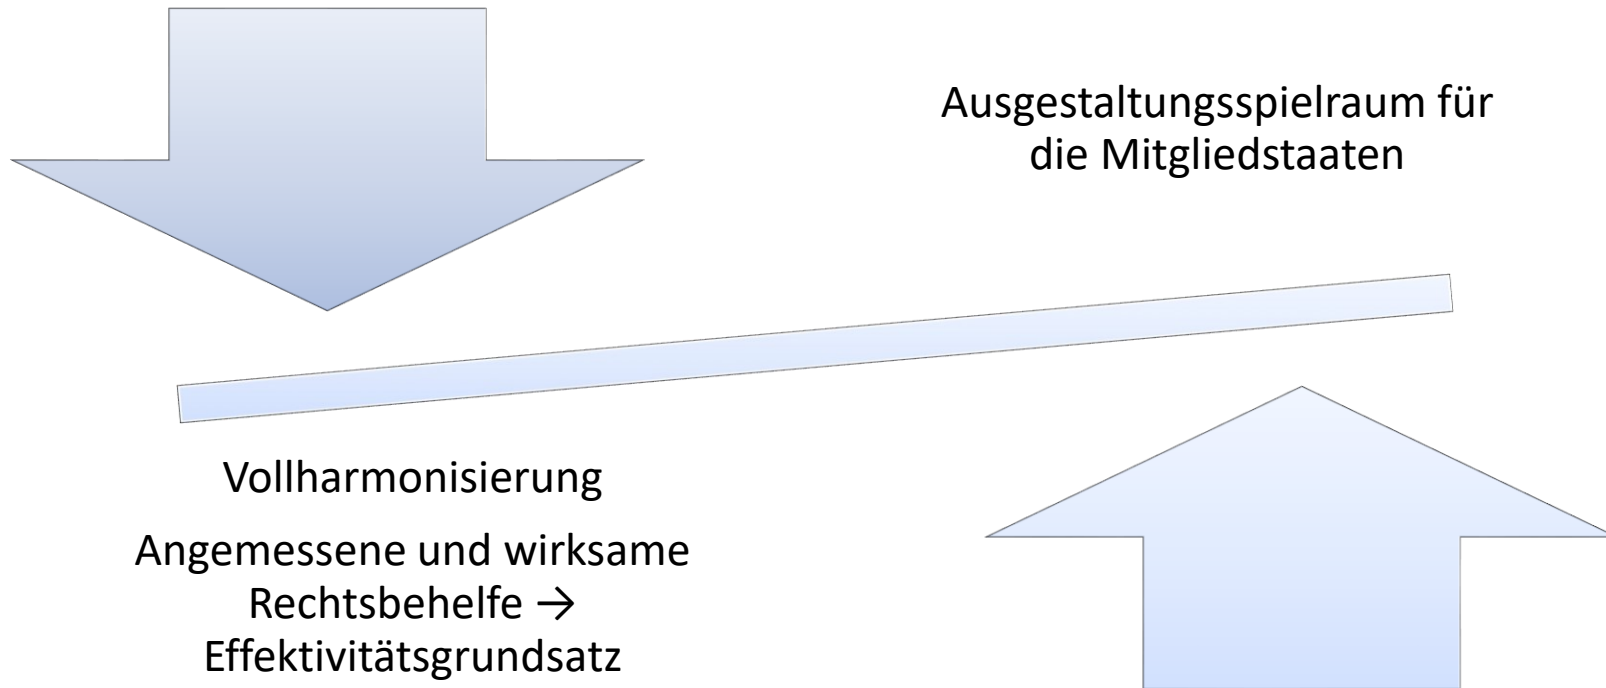 Ausgestaltungsspielraum für
die Mitgliedstaaten
Vollharmonisierung
Angemessene und wirksame
Rechtsbehelfe →
Effektivitätsgrundsatz